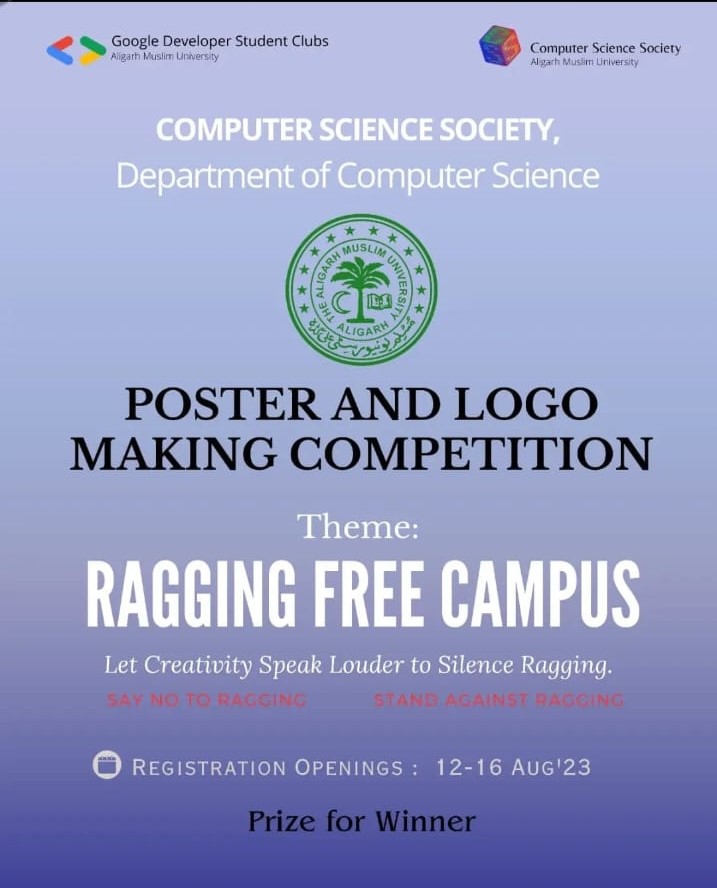 Google Developer Student Clubs
Aligarh Muslim University
Computer Science Society
Aligarh Muslim University
COMPUTER SCIENCE SOCIETY,
Department of Computer Science
THE ALIGARH MUSLIM UNIVERSITY
ALIGARH
POSTER AND LOGO
MAKING COMPETITION
Theme:
RAGGING FREE CAMPUS
Let Creativity Speak Louder to Silence Ragging.
SAY NO TO RAGGING STAND AGAINST RAGGING
REGISTRATION OPENINGS : 12-16 AUG'23
Prize for Winner